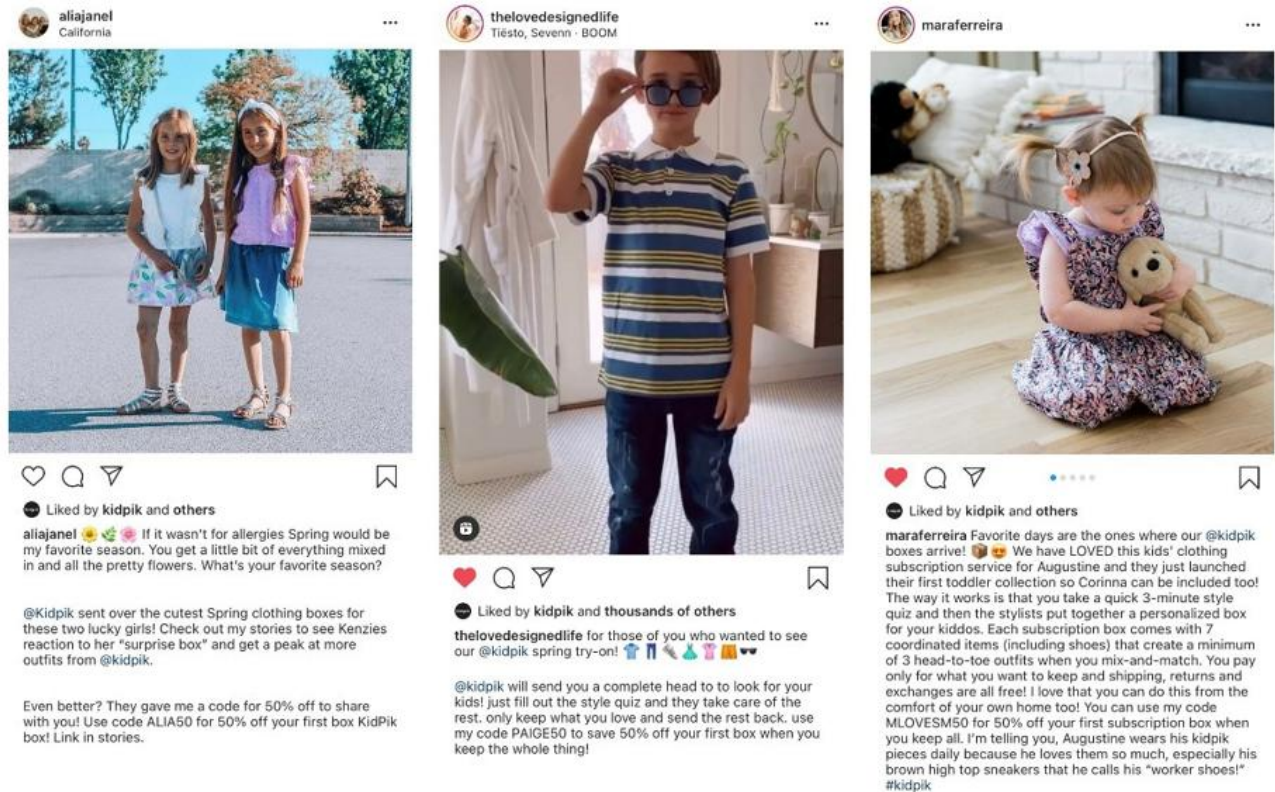 aliajanel
California
If it wasn't for allergies Spring would be
my favorite season. You get a little bit of everything mixed
in and all the pretty flowers. What's your favorite season?
@Kidpik sent over the cutest Spring clothing boxes for
these two lucky girls! Check out my stories to see Kenzies
reaction to her "surprise box" and get a peak at more
outfits from @kidpik.
Even better? They gave me a code for 50% off to share
with you! Use code ALIA50 for 50% off your first box KidPik
box! Link in stories.
Liked by kidpik and others
aliajanel
thelovedesignedlife
Tiësto, Sevenn · BOOM
Liked by kidpik and thousands of others
thelovedesignedlife for those of you who wanted to see
our @kidpik spring try-on!
@kidpik will send you a complete head to to look for your
kids! just fill out the style quiz and they take care of the
rest. only keep what you love and send the rest back. use
my code PAIGE50 to save 50% off your first box when you
keep the whole thing!
maraferreira
Liked by kidpik and others
maraferreira Favorite days are the ones where our @kidpik
boxes arrive! 📦😍 We have LOVED this kids' clothing
subscription service for Augustine and they just launched
their first toddler collection so Corinna can be included too!
The way it works is that you take a quick 3-minute style
quiz and then the stylists put together a personalized box
for your kiddos. Each subscription box comes with 7
coordinated items (including shoes) that create a minimum
of 3 head-to-toe outfits when you mix-and-match. You pay
only for what you want to keep and shipping, returns and
exchanges are all free! I love that you can do this from the
comfort of your own home too! You can use my code
MLOVESM50 for 50% off your first subscription box when
you keep all. I'm telling you, Augustine wears his kidpik
pieces daily because he loves them so much, especially his
brown high top sneakers that he calls his "worker shoes!"
#kidpik